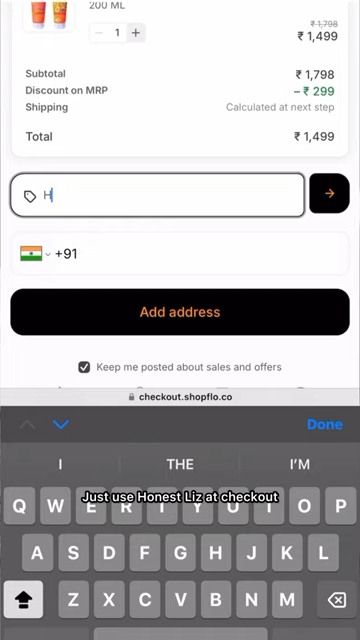 200 ML
₹ 1,798
− 1 +
₹ 1,499
Subtotal ₹ 1,798
Discount on MRP – ₹ 299
Shipping Calculated at next step
Total ₹ 1,499
H
+91
Add address
Keep me posted about sales and offers
checkout.shopflo.co
Done
I THE I'M
Just use Honest Liz at checkout
Q W E R T Y U I O P
A S D F G H J K L
Z X C V B N M